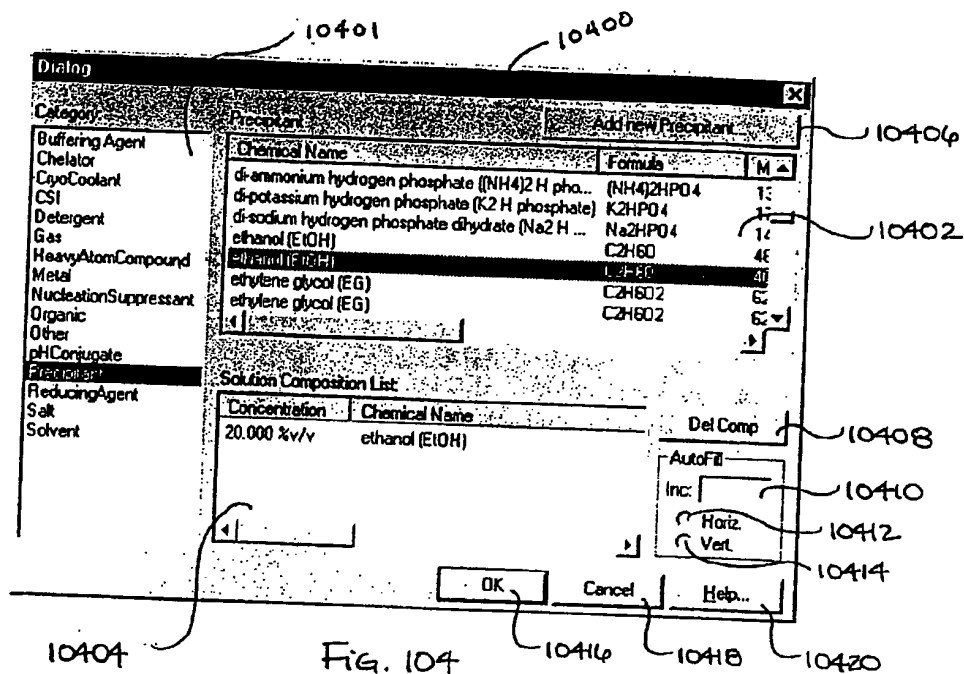 10401
10400
Dialog
Category
Precipitant
Add new Precipitant
10406
Buffering Agent
Chelator
CryoCoolant
CSI
Detergent
Gas
HeavyAtomCompound
Metal
NucleationSuppressant
Organic
Other
pHConjugate
Precipitant
ReducingAgent
Salt
Solvent
Chemical Name Formula M
di-ammonium hydrogen phosphate ((NH4)2 H pho... (NH4)2HPO4
di-potassium hydrogen phosphate (K2 H phosphate) K2HPO4
di-sodium hydrogen phosphate dihydrate (Na2 H ... Na2HPO4 14
ethanol (EtOH) C2H6O
ethanol (EtOH) C2H6O
ethylene glycol (EG) C2H6O2
ethylene glycol (EG) C2H6O2
10402
Solution Composition List:
Concentration Chemical Name
20.000 %v/v ethanol (EtOH)
Del Comp
10408
AutoFill
Inc:
10410
Horiz.
10412
Vert.
10414
OK Cancel Help...
10404
FIG. 104
10416
10418
10420